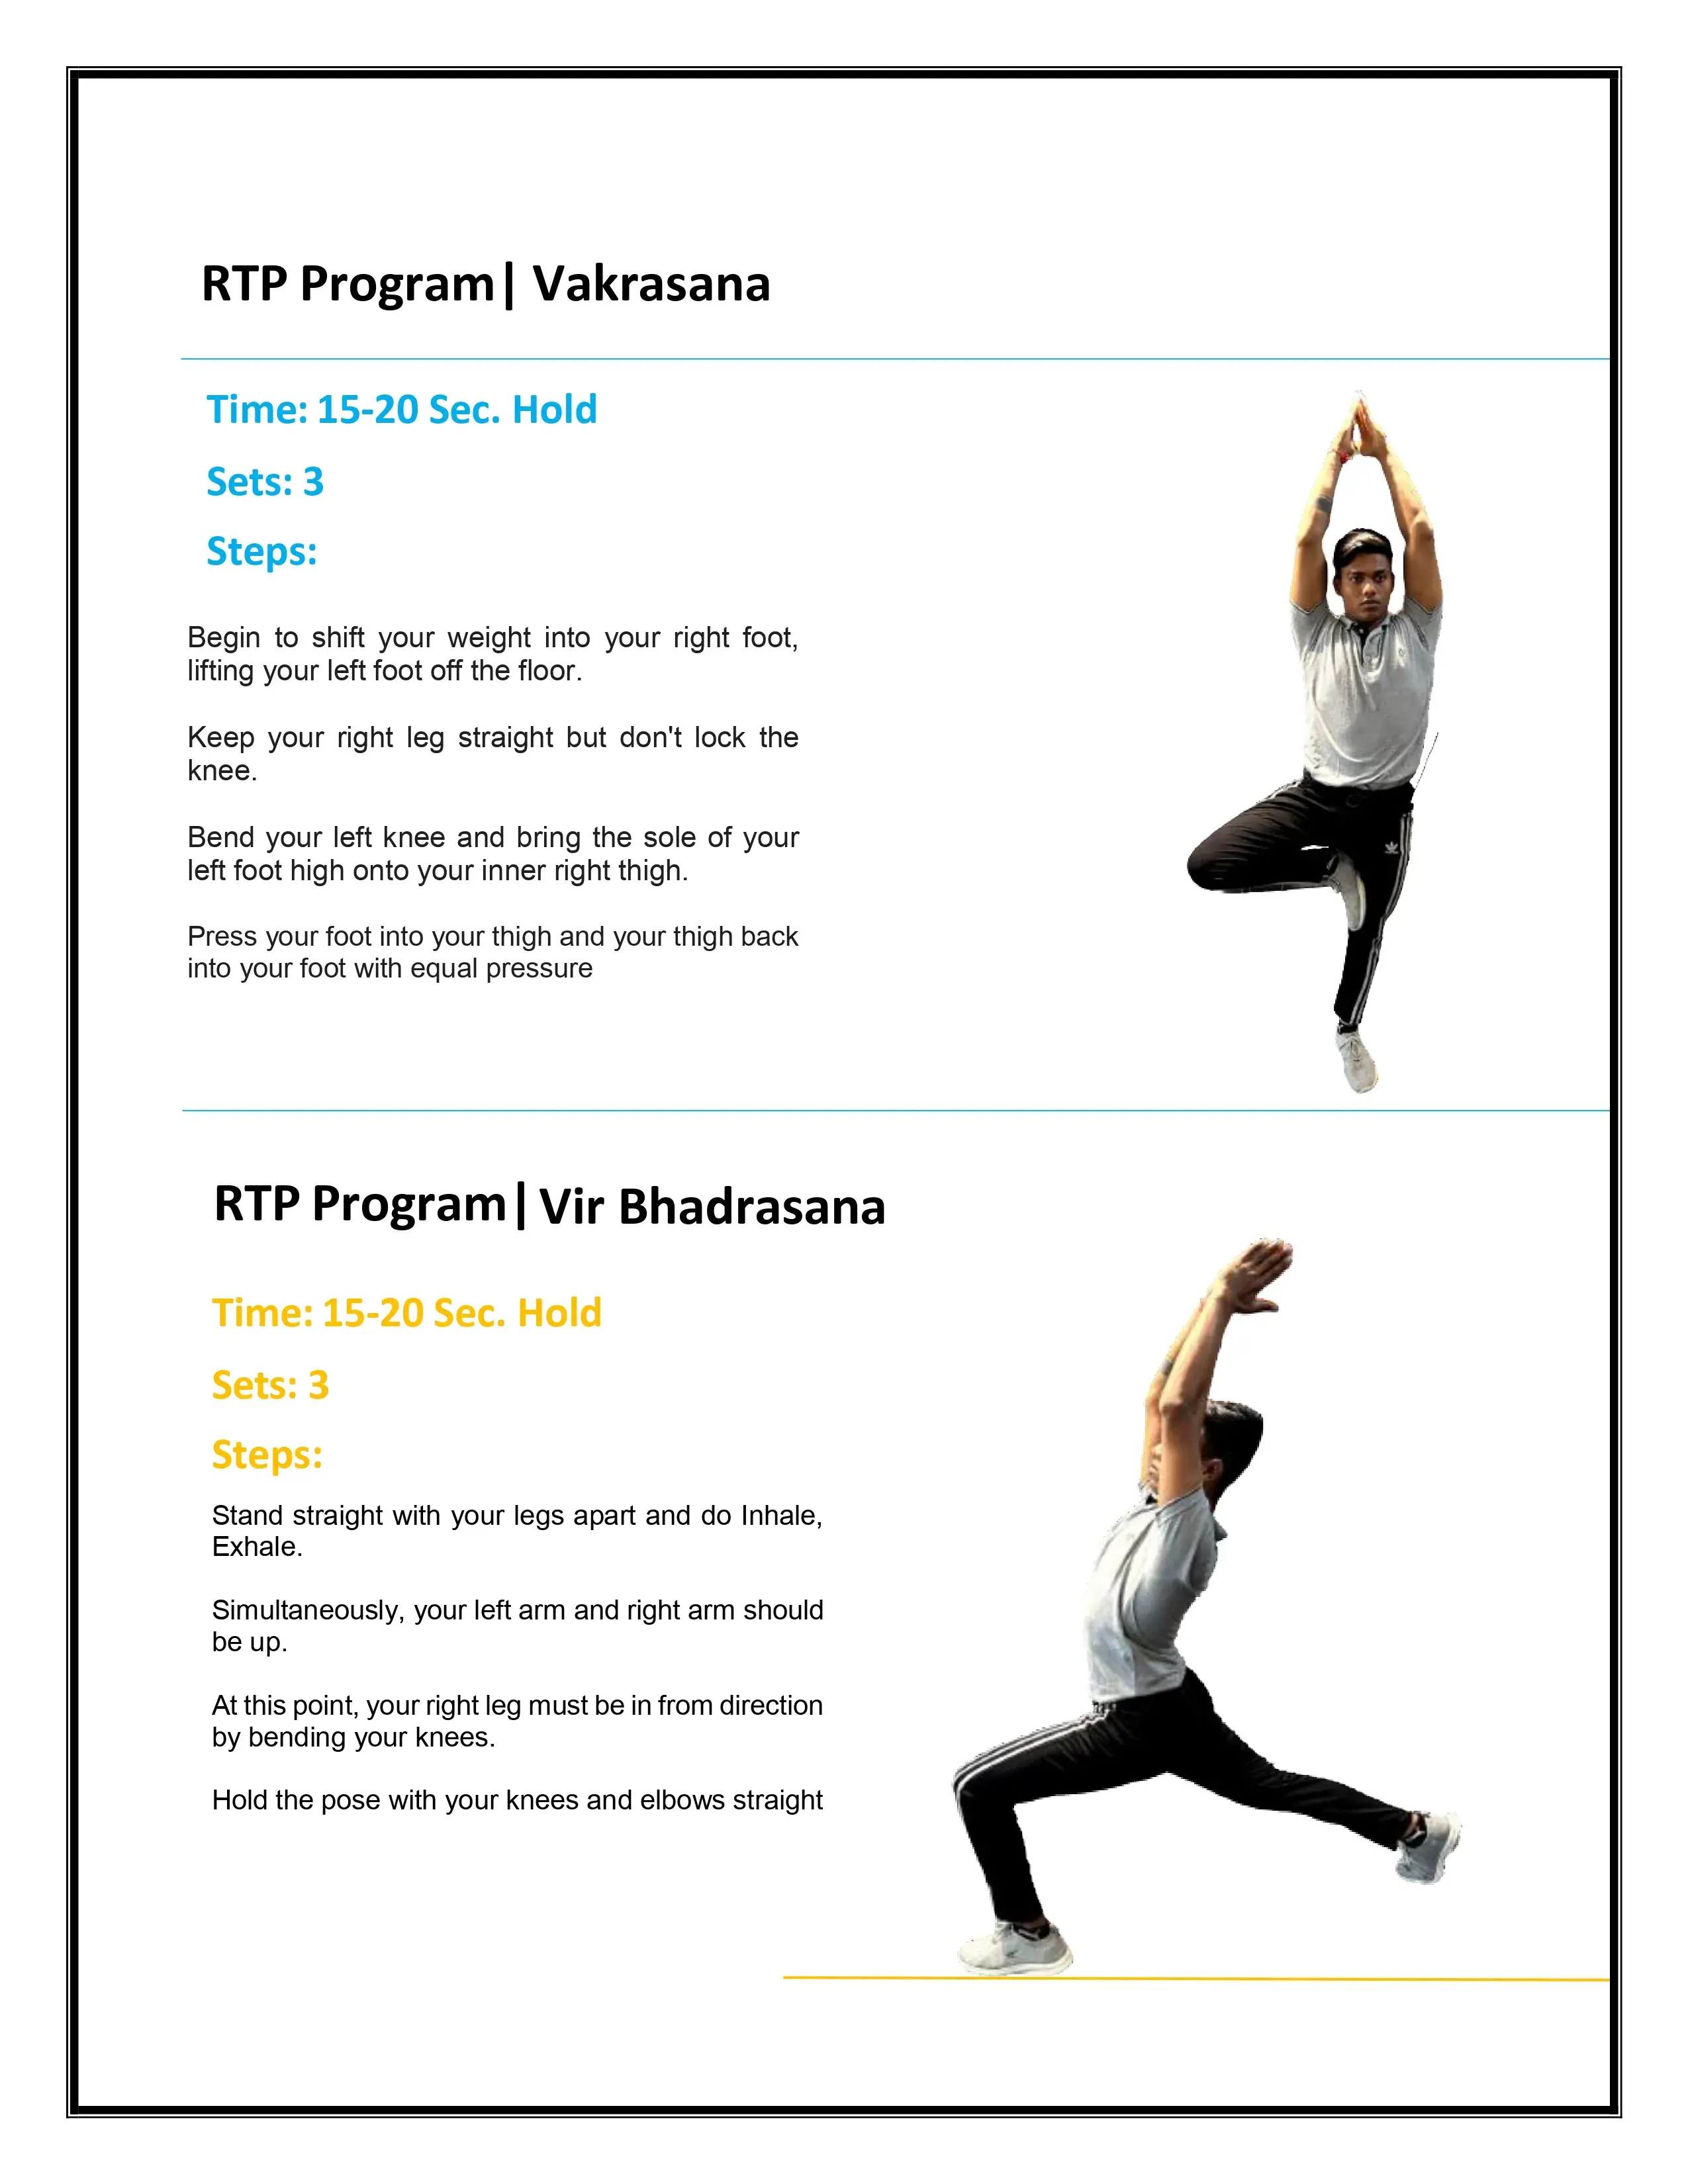 RTP Program| Vakrasana
Time: 15-20 Sec. Hold
Sets: 3
Steps:
Begin to shift your weight into your right foot,
lifting your left foot off the floor.
Keep your right leg straight but don't lock the
knee.
Bend your left knee and bring the sole of your
left foot high onto your inner right thigh.
Press your foot into your thigh and your thigh back
into your foot with equal pressure
RTP Program| Vir Bhadrasana
Time: 15-20 Sec. Hold
Sets: 3
Steps:
Stand straight with your legs apart and do Inhale,
Exhale.
Simultaneously, your left arm and right arm should
be up.
At this point, your right leg must be in from direction
by bending your knees.
Hold the pose with your knees and elbows straight